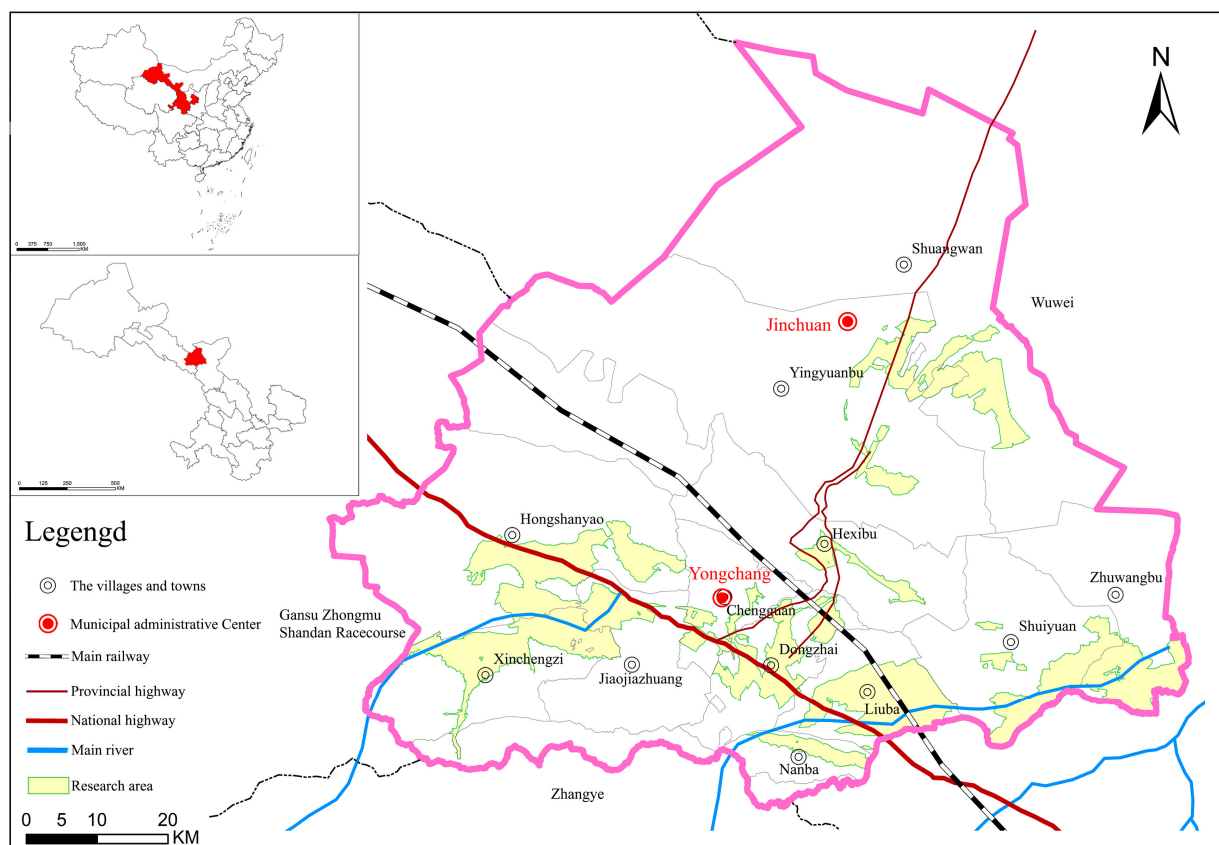 0 375 750 1,500
KM
0 125 250 500
KM
N
Shuangwan
Wuwei
Jinchuan
Yingyuanbu
Hongshanyao
Hexibu
Yongchang
Chengguan
Zhuwangbu
Shuiyuan
Gansu Zhongmu
Shandan Racecourse
Xinchengzi
Jiaojiazhuang
Dongzhai
Liuba
Nanba
Zhangye
Legengd
The villages and towns
Municipal administrative Center
Main railway
Provincial highway
National highway
Main river
Research area
0 5 10 20
KM